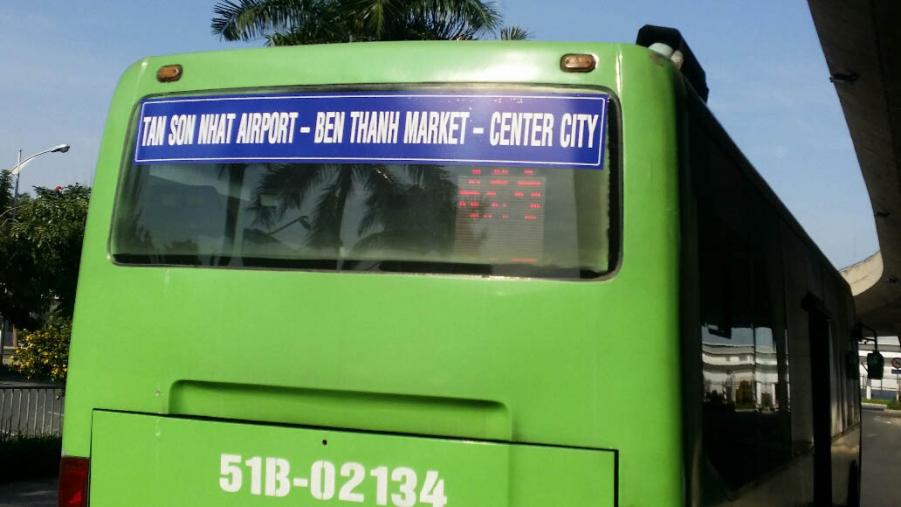 TAN SON NHAT AIRPORT – BEN THANH MARKET – CENTER CITY
51B-02134